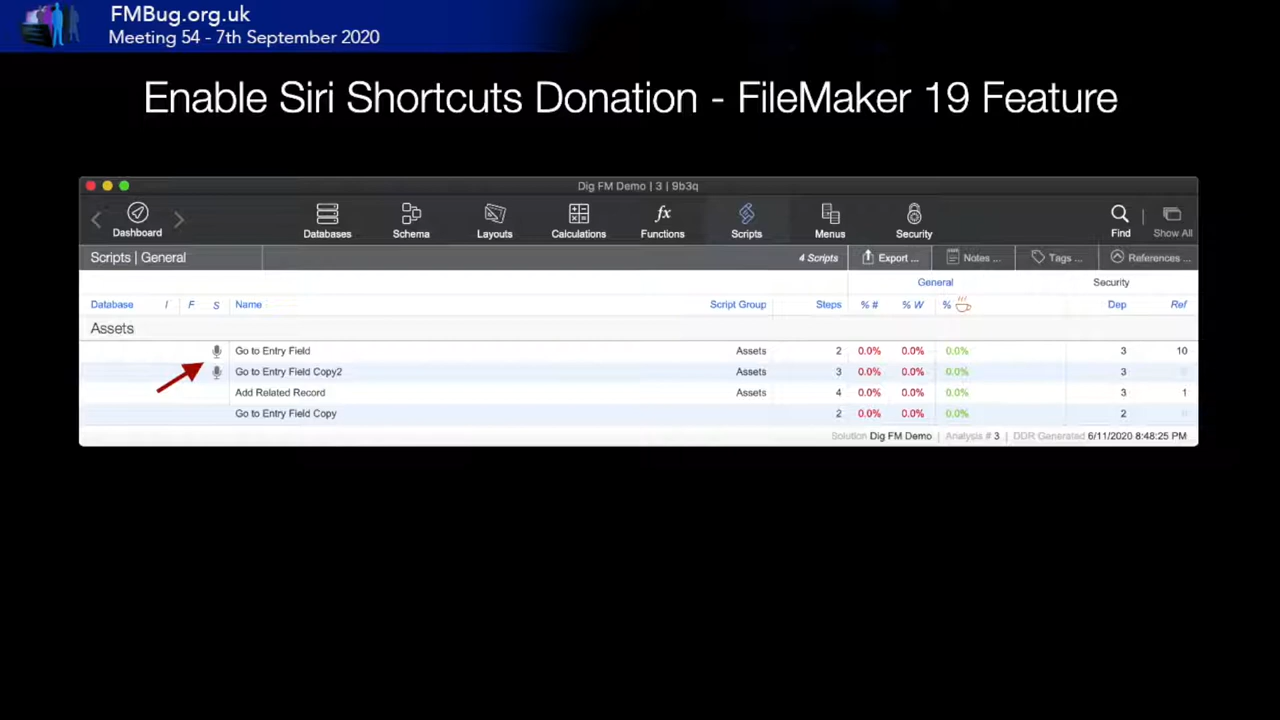 FMBug.org.uk
Meeting 54 - 7th September 2020
Enable Siri Shortcuts Donation - FileMaker 19 Feature
Dig FM Demo | 3 | 9b3q
Dashboard Databases Schema Layouts Calculations Functions Scripts Menus Security Find Show All
Scripts | General 4 Scripts Export ... Notes ... Tags ... References ...
General Security
Database I F S Name Script Group Steps % # % W % Dep Ref
Assets
Go to Entry Field Assets 2 0.0% 0.0% 0.0% 3 10
Go to Entry Field Copy2 Assets 3 0.0% 0.0% 0.0% 3
Add Related Record Assets 4 0.0% 0.0% 0.0% 3 1
Go to Entry Field Copy 2 0.0% 0.0% 0.0% 2
Solution Dig FM Demo | Analysis # 3 | DDR Generated 6/11/2020 8:48:25 PM